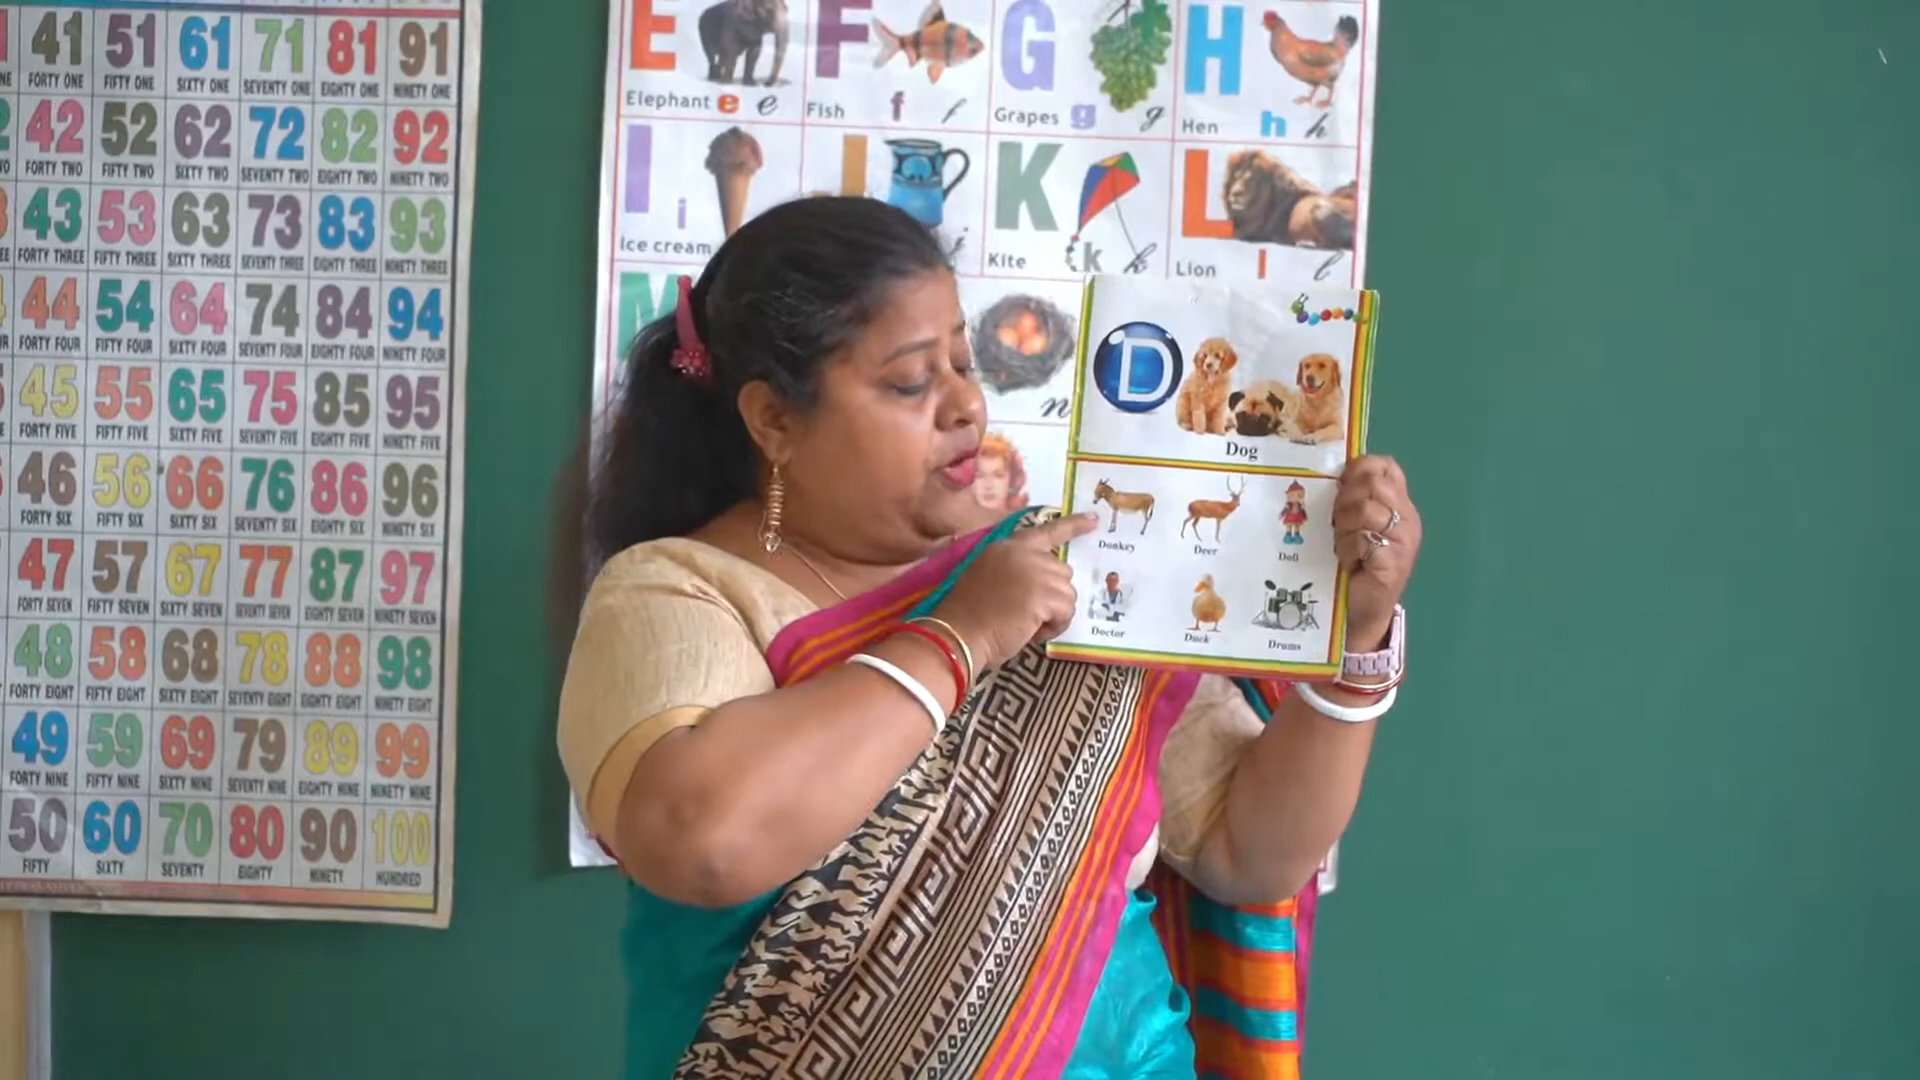 41 51 61 71 81 91
FORTY ONE FIFTY ONE SIXTY ONE SEVENTY ONE EIGHTY ONE NINETY ONE
42 52 62 72 82 92
FORTY TWO FIFTY TWO SIXTY TWO SEVENTY TWO EIGHTY TWO NINETY TWO
43 53 63 73 83 93
FORTY THREE FIFTY THREE SIXTY THREE SEVENTY THREE EIGHTY THREE NINETY THREE
44 54 64 74 84 94
FORTY FOUR FIFTY FOUR SIXTY FOUR SEVENTY FOUR EIGHTY FOUR NINETY FOUR
45 55 65 75 85 95
FORTY FIVE FIFTY FIVE SIXTY FIVE SEVENTY FIVE EIGHTY FIVE NINETY FIVE
46 56 66 76 86 96
FORTY SIX FIFTY SIX SIXTY SIX SEVENTY SIX EIGHTY SIX NINETY SIX
47 57 67 77 87 97
FORTY SEVEN FIFTY SEVEN SIXTY SEVEN SEVENTY SEVEN EIGHTY SEVEN NINETY SEVEN
48 58 68 78 88 98
FORTY EIGHT FIFTY EIGHT SIXTY EIGHT SEVENTY EIGHT EIGHTY EIGHT NINETY EIGHT
49 59 69 79 89 99
FORTY NINE FIFTY NINE SIXTY NINE SEVENTY NINE EIGHTY NINE NINETY NINE
50 60 70 80 90 100
FIFTY SIXTY SEVENTY EIGHTY NINETY HUNDRED
E F G H
Elephant e e Fish f f Grapes g g Hen h h
I J K L
i j
Ice cream Kite k k Lion l l
M
n
D
Dog
Donkey Deer Doll
Doctor Duck Drums